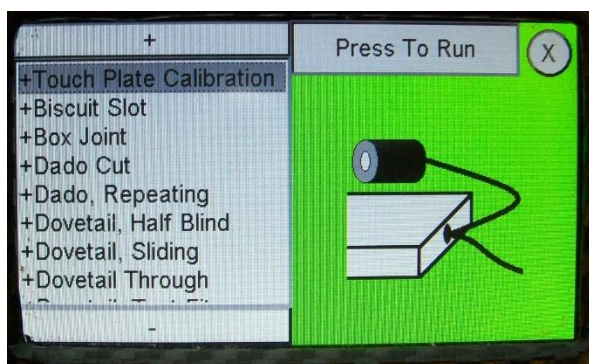 +
Press To Run
X
+Touch Plate Calibration
+Biscuit Slot
+Box Joint
+Dado Cut
+Dado, Repeating
+Dovetail, Half Blind
+Dovetail, Sliding
+Dovetail Through
-